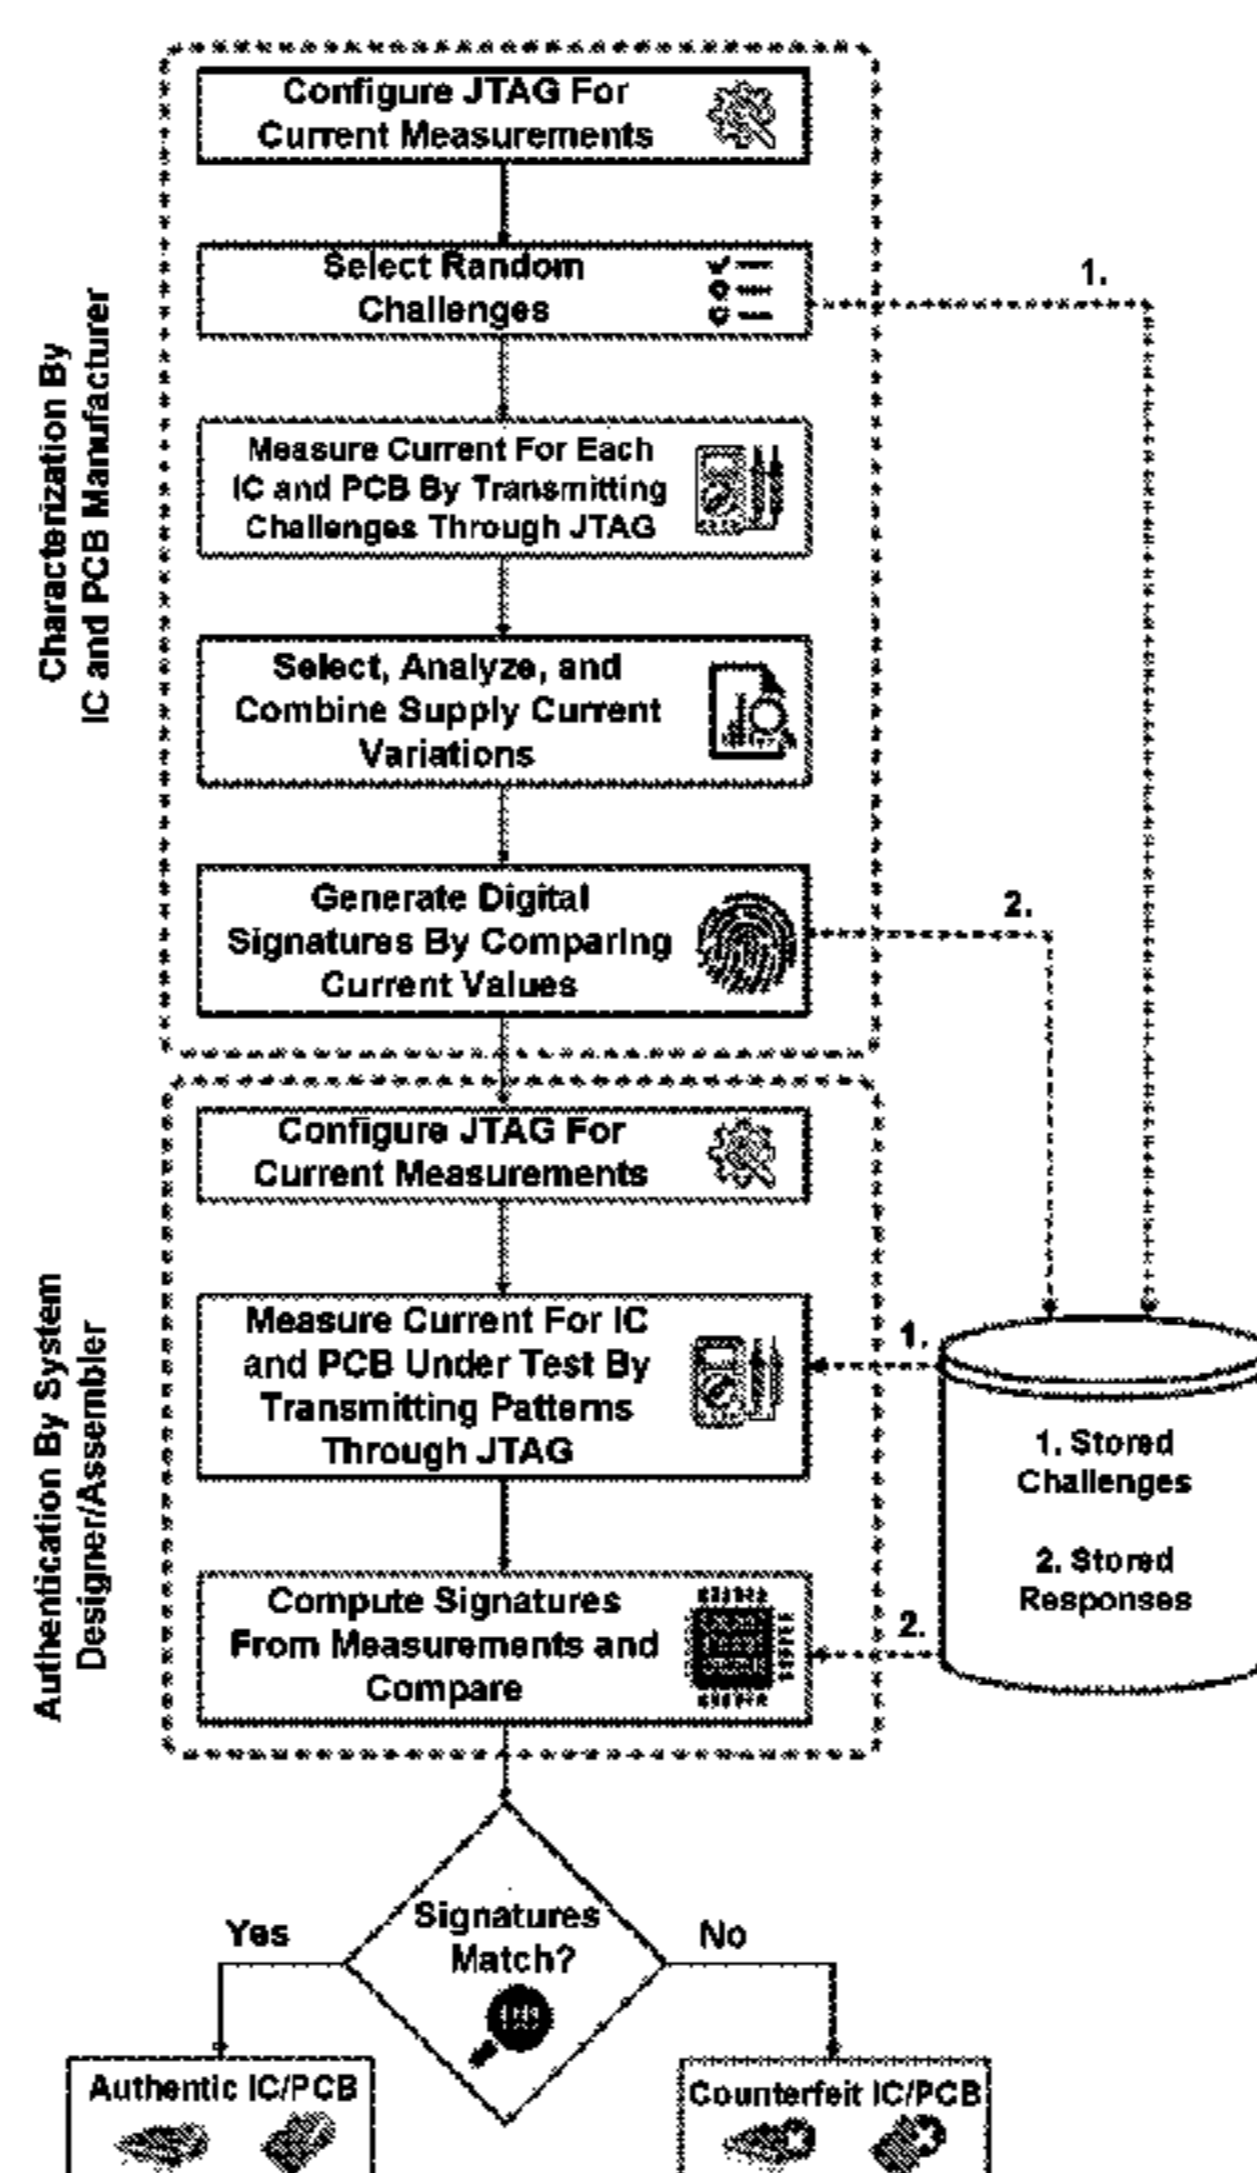 Configure JTAG For
Current Measurements
Select Random
Challenges
1.
Measure Current For Each
IC and PCB By Transmitting
Challenges Through JTAG
Characterization By
IC and PCB Manufacturer
Select, Analyze, and
Combine Supply Current
Variations
Generate Digital
Signatures By Comparing
Current Values
2.
Configure JTAG For
Current Measurements
Measure Current For IC
and PCB Under Test By
Transmitting Patterns
Through JTAG
1.
Authentication By System
Designer/Assembler
1. Stored
Challenges
2. Stored
Responses
Compute Signatures
From Measurements and
Compare
2.
Signatures
Match?
Yes
No
Authentic IC/PCB
Counterfeit IC/PCB